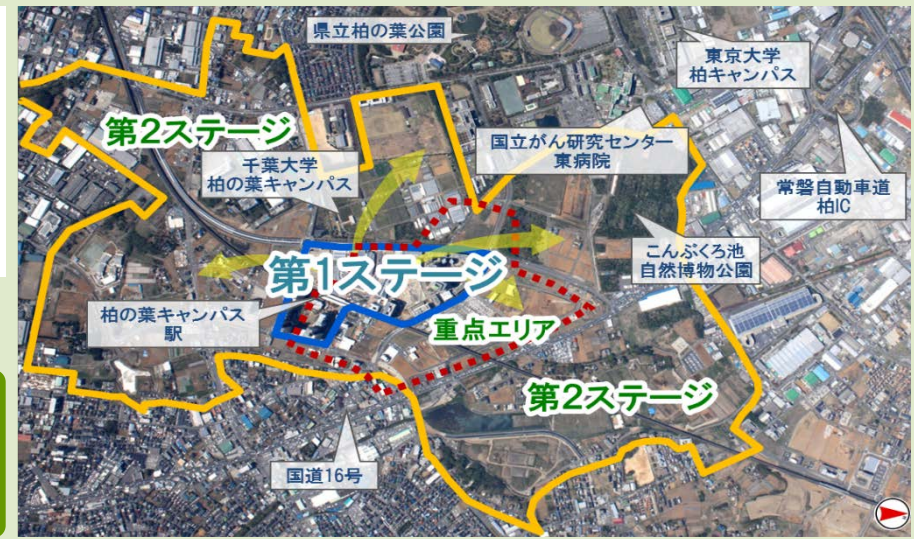 県立柏の葉公園
東京大学
柏キャンパス
第2ステージ
千葉大学
柏の葉キャンパス
国立がん研究センター
東病院
常磐自動車道
柏IC
こんぶくろ池
自然博物公園
第1ステージ
柏の葉キャンパス
駅
重点エリア
第2ステージ
国道16号